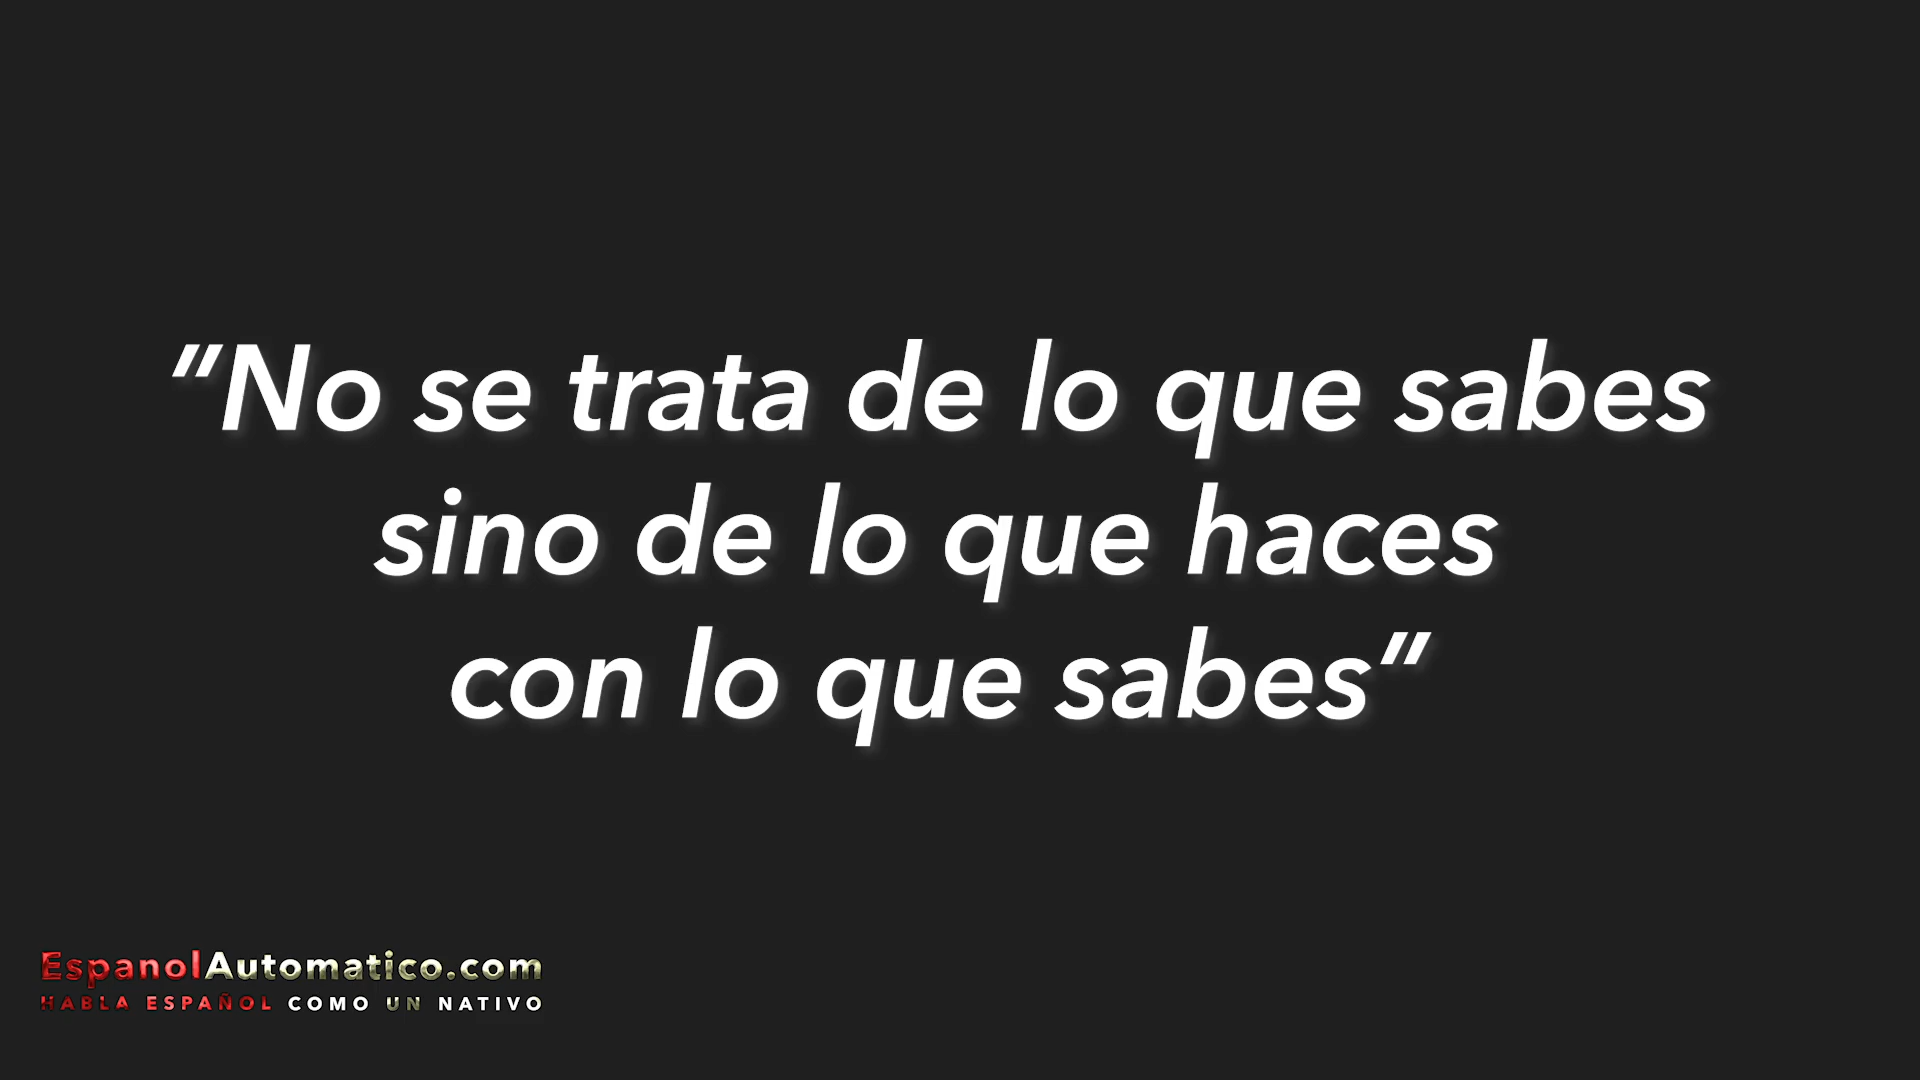 "No se trata de lo que sabes
sino de lo que haces
con lo que sabes"
EspanolAutomatico.com
HABLA ESPAÑOL COMO UN NATIVO